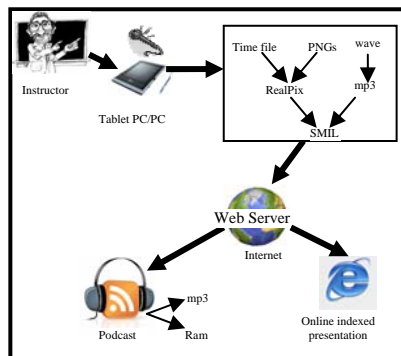 Time file PNGs wave
RealPix mp3
SMIL
Instructor
Tablet PC/PC
Web Server
Internet
mp3
Podcast Ram
Online indexed
presentation